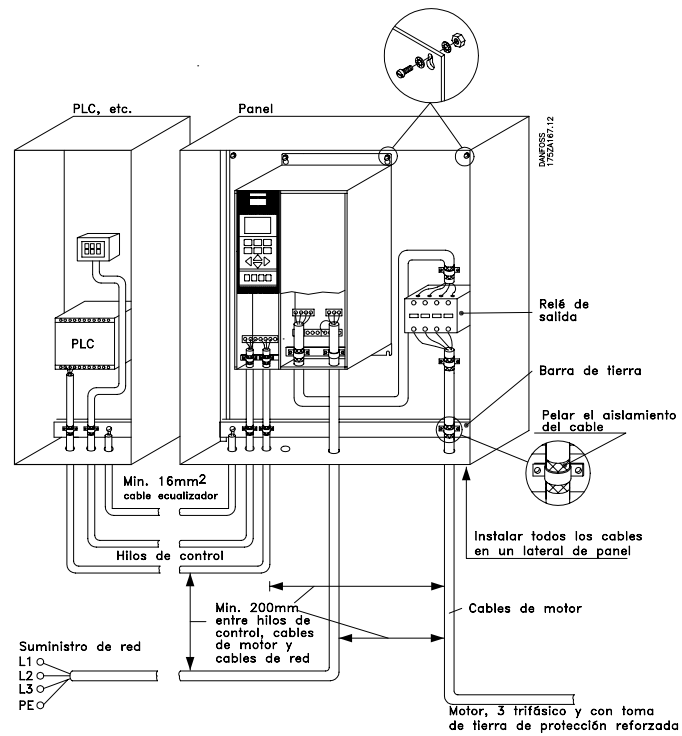 DANFOSS
175ZA167.12
PLC, etc.
Panel
PLC
Relé de
salida
Barra de tierra
Pelar el aislamiento
del cable
Min. 16mm2
cable ecualizador
Hilos de control
Instalar todos los cables
en un lateral de panel
Min. 200mm
entre hilos de
control, cables
de motor y
cables de red
Cables de motor
Suministro de red
L1
L2
L3
PE
Motor, 3 trifásico y con toma
de tierra de protección reforzada